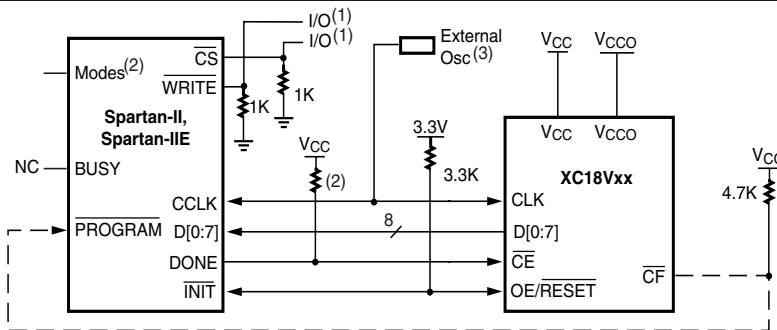 I/O(1)
I/O(1)
External
Osc(3)
VCC
VCCO
CS
Modes(2)
WRITE
1K
1K
Spartan-II,
Spartan-IIE
3.3V
VCC
VCCO
VCC
3.3K
XC18Vxx
VCC
NC
BUSY
(2)
4.7K
CCLK
CLK
8
PROGRAM
D[0:7]
D[0:7]
DONE
CE
CF
INIT
OE/RESET